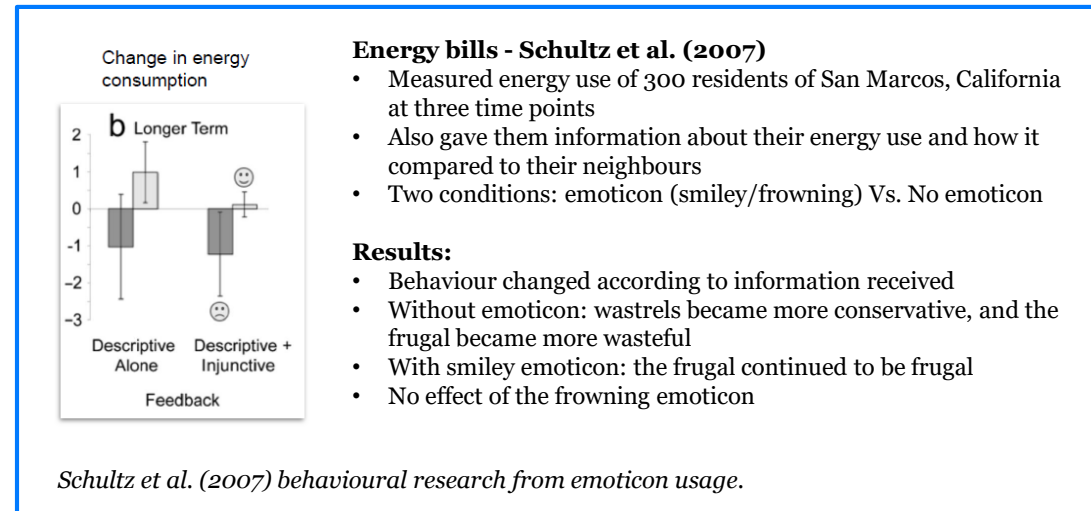 Change in energy
consumption
b Longer Term
2
1
0
-1
-2
-3
Descriptive
Alone
Descriptive +
Injunctive
Feedback
Energy bills - Schultz et al. (2007)
• Measured energy use of 300 residents of San Marcos, California
at three time points
• Also gave them information about their energy use and how it
compared to their neighbours
• Two conditions: emoticon (smiley/frowning) Vs. No emoticon
Results:
• Behaviour changed according to information received
• Without emoticon: wastrels became more conservative, and the
frugal became more wasteful
• With smiley emoticon: the frugal continued to be frugal
• No effect of the frowning emoticon
Schultz et al. (2007) behavioural research from emoticon usage.